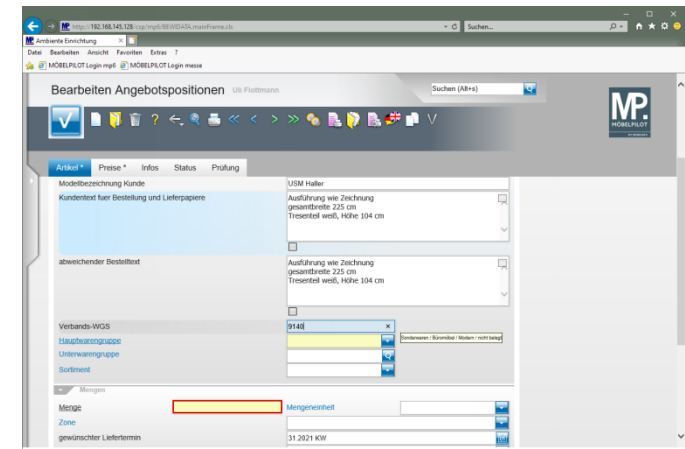 http://192.168.145.128/csp/mp6/BEWIDATA.mainFrame.cls
Suchen...
Ambiente Einrichtung
Datei Bearbeiten Ansicht Favoriten Extras ?
MÖBELPILOT Login mp6 MÖBELPILOT Login messe
Bearbeiten Angebotspositionen Uli Flottmann
Suchen (Alt+s)
MP.
MÖBELPILOT
Artikel * Preise * Infos Status Prüfung
Modellbezeichnung Kunde USM Haller
Kundentext fuer Bestellung und Lieferpapiere
Ausführung wie Zeichnung
gesamtbreite 225 cm
Tresenteil weiß, Höhe 104 cm
abweichender Bestelltext
Ausführung wie Zeichnung
gesamtbreite 225 cm
Tresenteil weiß, Höhe 104 cm
Verbands-WGS 9140
Hauptwarengruppe
Sonderwaren / Büromöbel / Modern / nicht belegt
Unterwarengruppe
Sortiment
Mengen
Menge Mengeneinheit
Zone
gewünschter Liefertermin 31.2021 KW